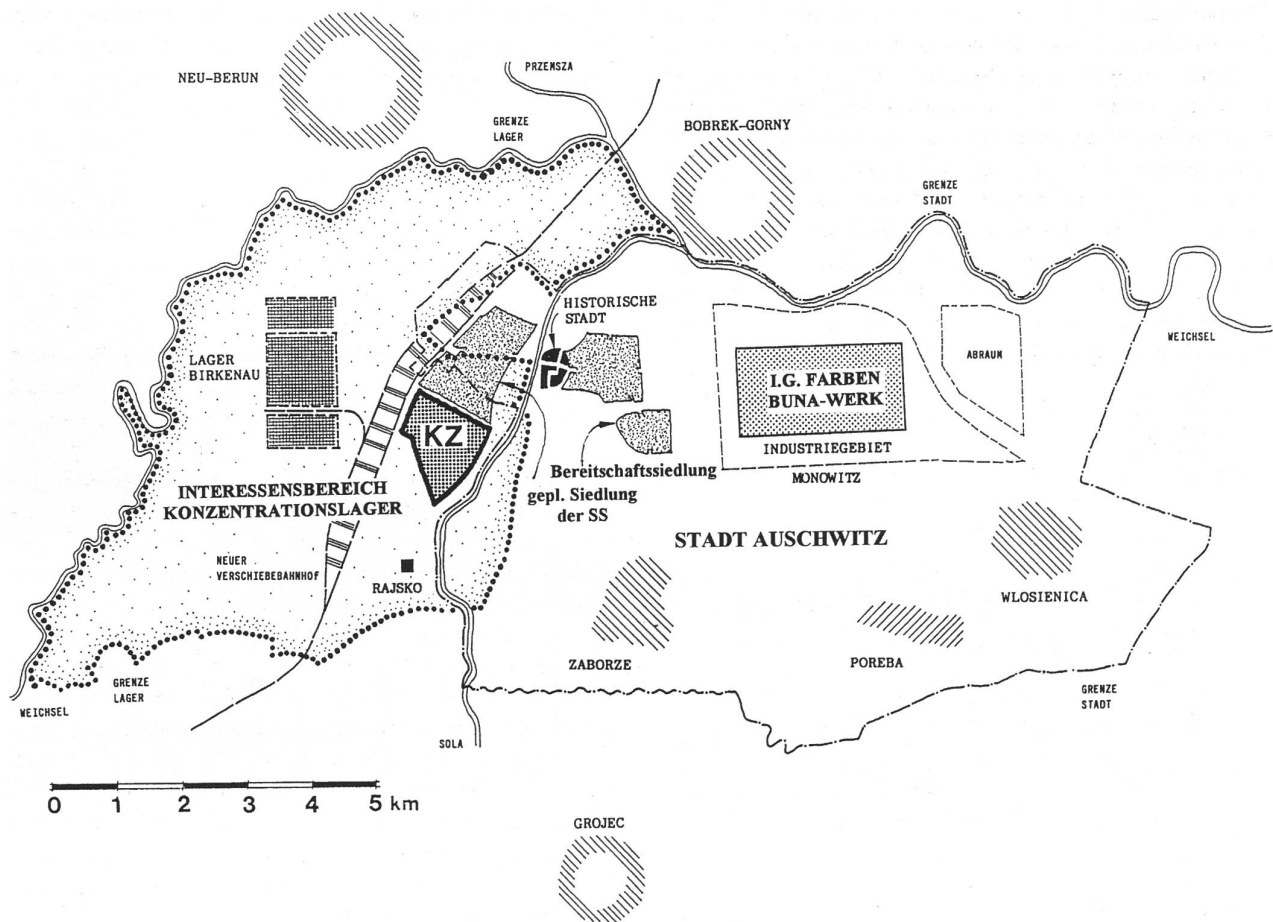 NEU-BERUN
PRZEMSZA
GRENZE
LAGER
BOBREK-GORNY
GRENZE
STADT
HISTORISCHE
STADT
WEICHSEL
LAGER
BIRKENAU
ABRAUM
I.G. FARBEN
BUNA-WERK
KZ
INDUSTRIEGEBIET
MONOWITZ
Bereitschaftssiedlung
gepl. Siedlung
der SS
INTERESSENSBEREICH
KONZENTRATIONSLAGER
STADT AUSCHWITZ
NEUER
VERSCHIEBEBAHNHOF
RAJSKO
WLOSIENICA
ZABORZE
POREBA
GRENZE
LAGER
GRENZE
STADT
WEICHSEL
SOLA
0 1 2 3 4 5 km
GROJEC